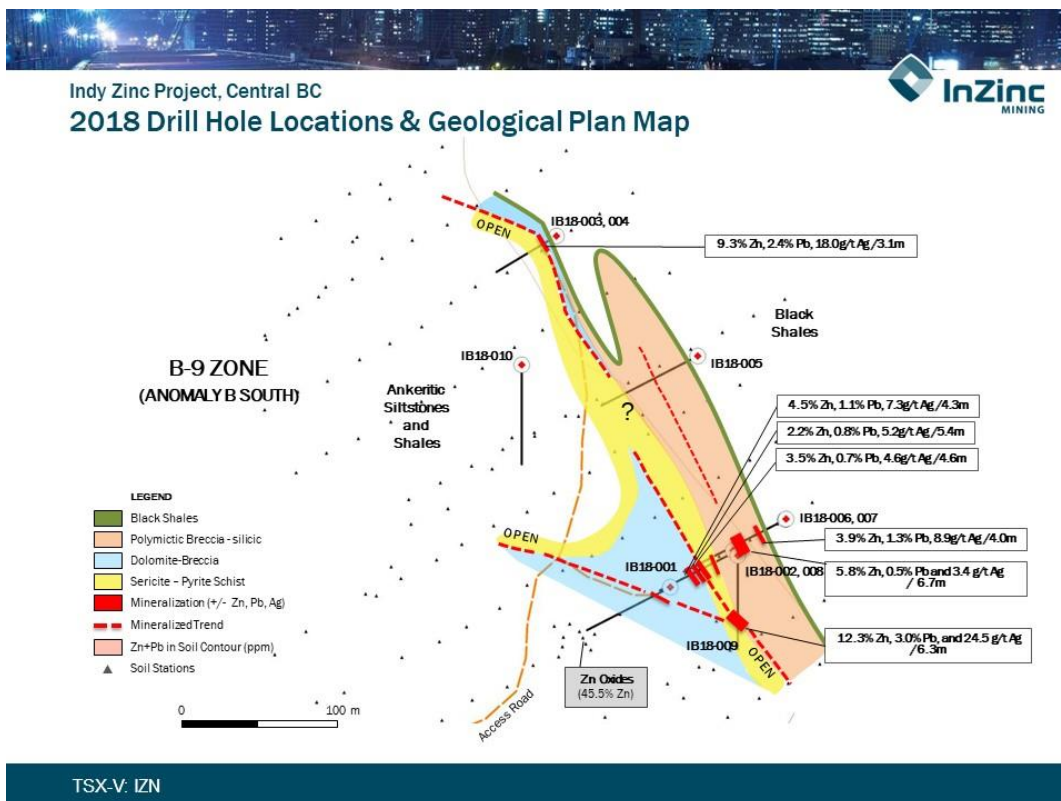 InZinc
MINING
Indy Zinc Project, Central BC
2018 Drill Hole Locations & Geological Plan Map
OPEN
IB18-003, 004
9.3% Zn, 2.4% Pb, 18.0g/t Ag/3.1m
Black
Shales
IB18-010
IB18-005
B-9 ZONE
(ANOMALY B SOUTH)
Ankeritic
Siltstones
and
Shales
?
4.5% Zn, 1.1% Pb, 7.3g/t Ag/4.3m
2.2% Zn, 0.8% Pb, 5.2g/t Ag/5.4m
3.5% Zn, 0.7% Pb, 4.6g/t Ag/4.6m
LEGEND
Black Shales
Polymictic Breccia - silicic
Dolomite-Breccia
Sericite – Pyrite Schist
Mineralization (+/- Zn, Pb, Ag)
Mineralized Trend
Zn+Pb in Soil Contour (ppm)
Soil Stations
OPEN
IB18-006, 007
3.9% Zn, 1.3% Pb, 8.9g/t Ag/4.0m
IB18-001
IB18-002, 008
5.8% Zn, 0.5% Pb and 3.4 g/t Ag
/ 6.7m
12.3% Zn, 3.0% Pb, and 24.5 g/t Ag
/6.3m
IB18-009
OPEN
Zn Oxides
(45.5% Zn)
Access Road
0 100 m
TSX-V: IZN